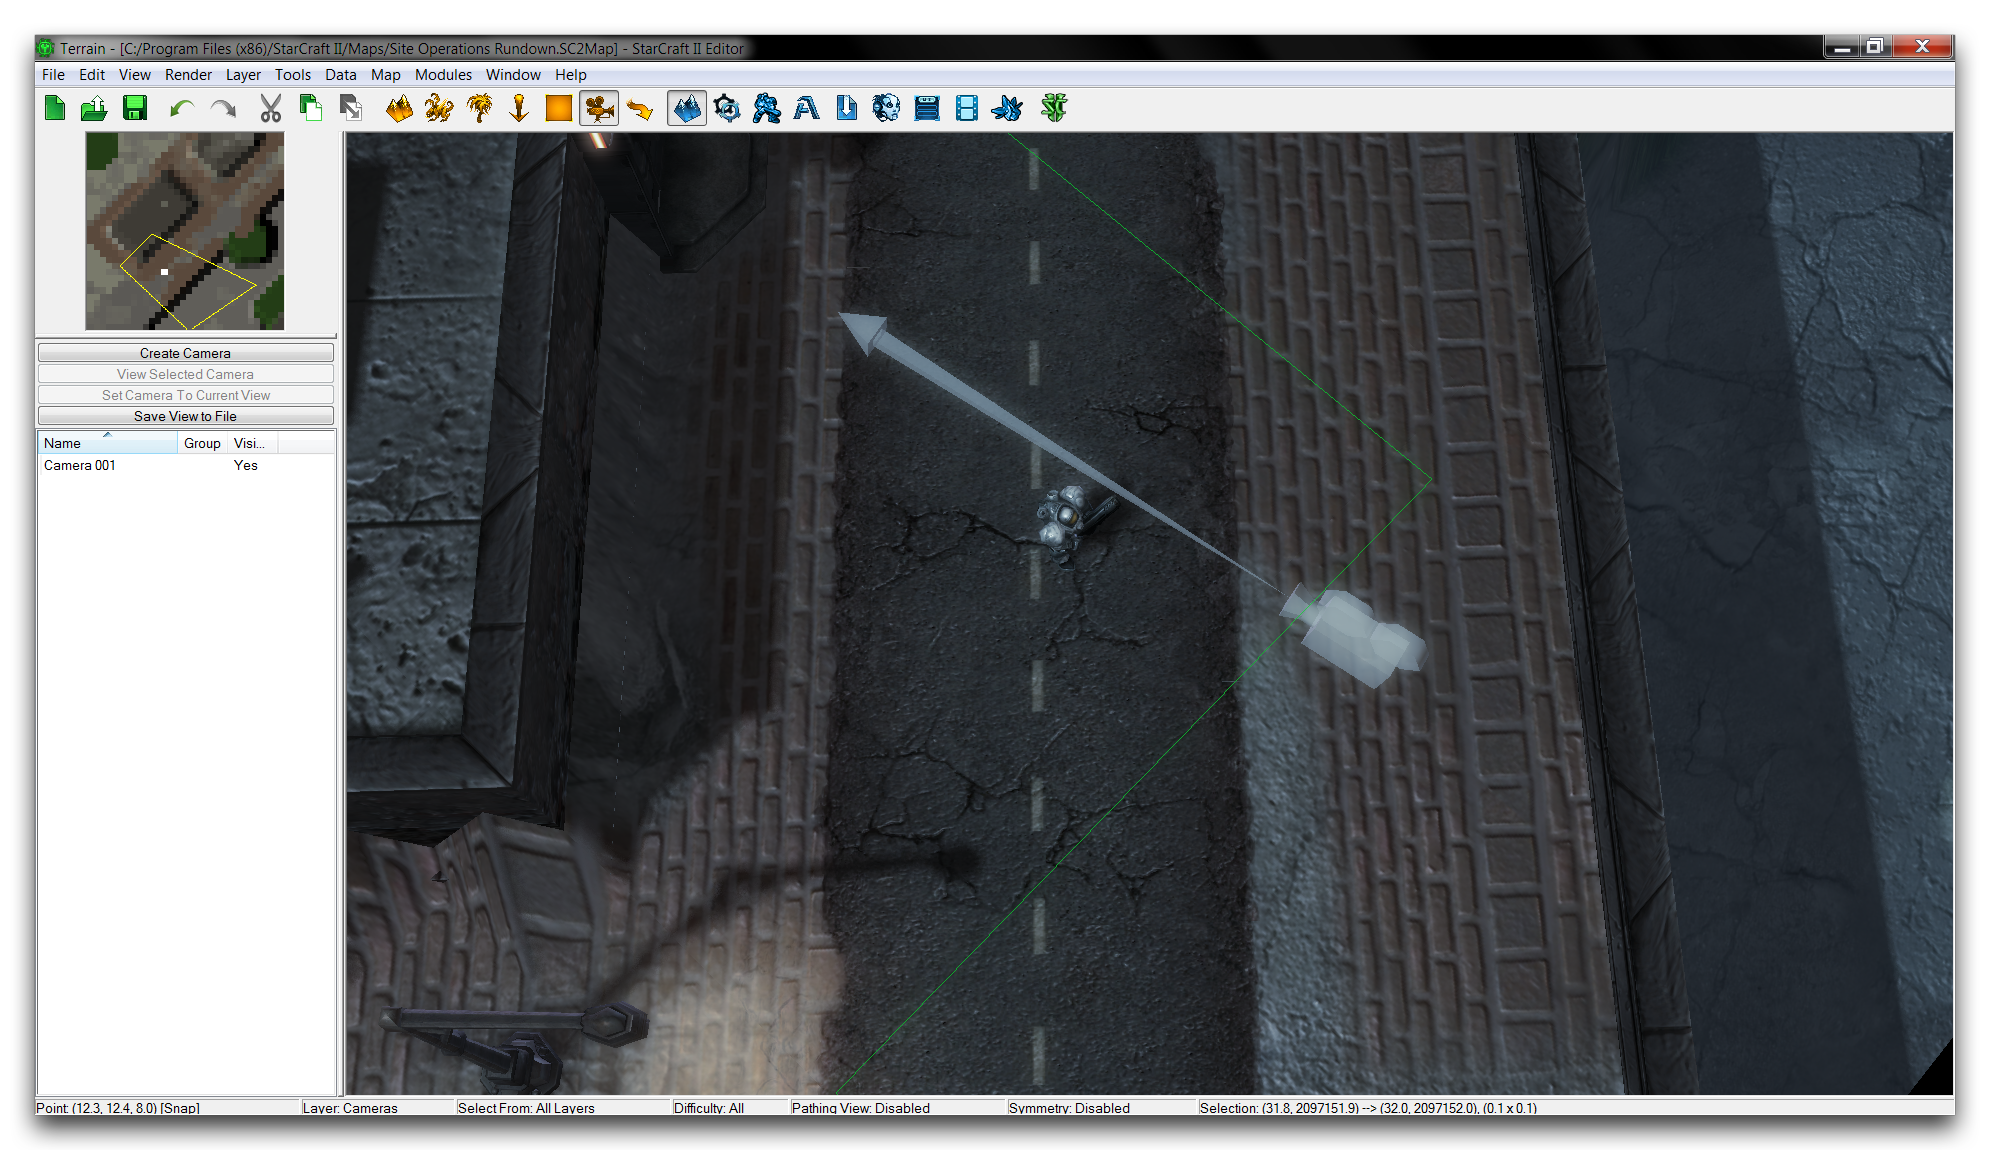 Terrain - [C:/Program Files (x86)/StarCraft II/Maps/Site Operations Rundown.SC2Map] - StarCraft II Editor
File Edit View Render Layer Tools Data Map Modules Window Help
Create Camera
View Selected Camera
Set Camera To Current View
Save View to File
Name Group Visi...
Camera 001 Yes
Point: (12.3, 12.4, 8.0) [Snap] Layer: Cameras Select From: All Layers Difficulty: All Pathing View: Disabled Symmetry: Disabled Selection: (31.8, 2097151.9) --> (32.0, 2097152.0), (0.1 x 0.1)